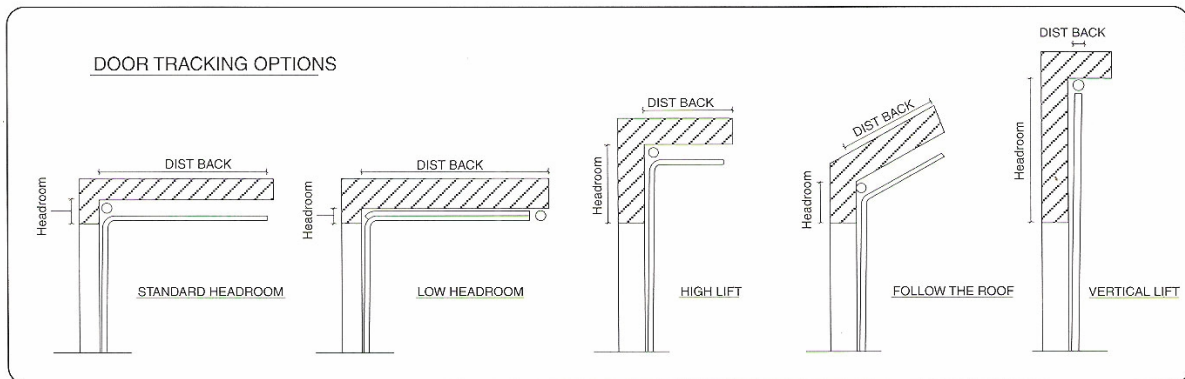 DOOR TRACKING OPTIONS
DIST BACK
Headroom
STANDARD HEADROOM
DIST BACK
Headroom
LOW HEADROOM
DIST BACK
Headroom
HIGH LIFT
DIST BACK
Headroom
FOLLOW THE ROOF
DIST BACK
Headroom
VERTICAL LIFT